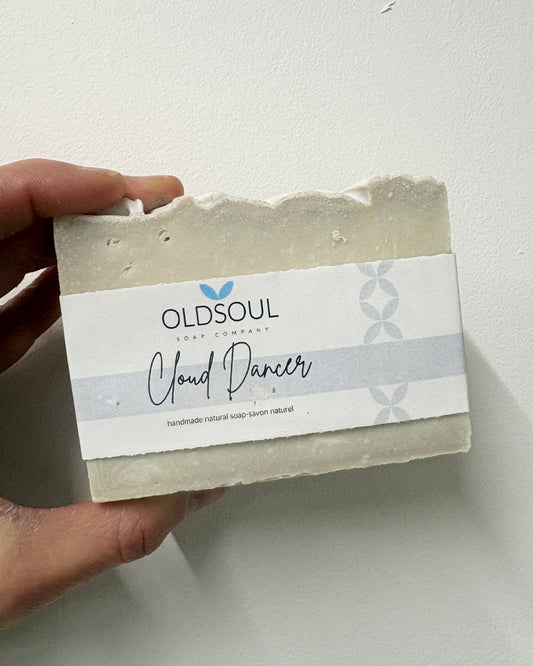 OLDSOUL
SOAP COMPANY
Cloud Dancer
handmade natural soap-savon naturel